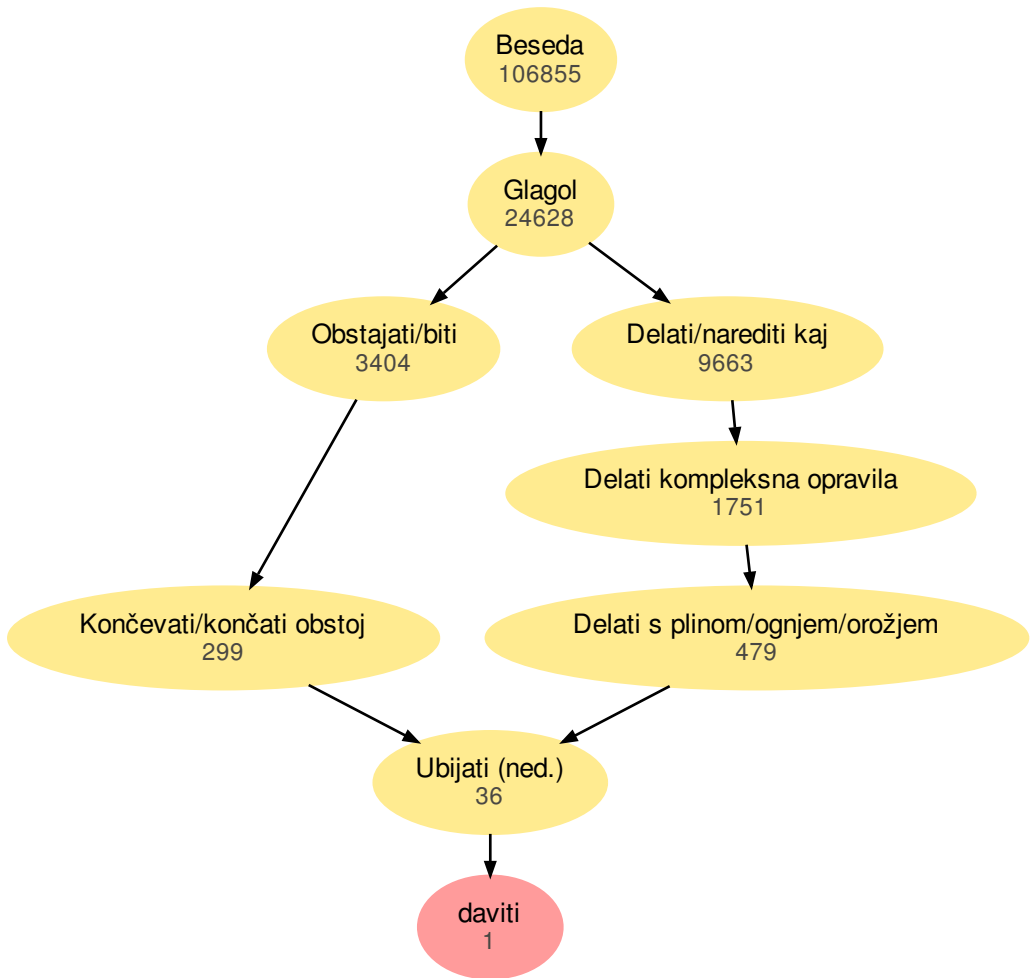 Beseda
106855
Glagol
24628
Obstajati/biti
3404
Delati/narediti kaj
9663
Delati kompleksna opravila
1751
Končevati/končati obstoj
299
Delati s plinom/ognjem/orožjem
479
Ubijati (ned.)
36
daviti
1